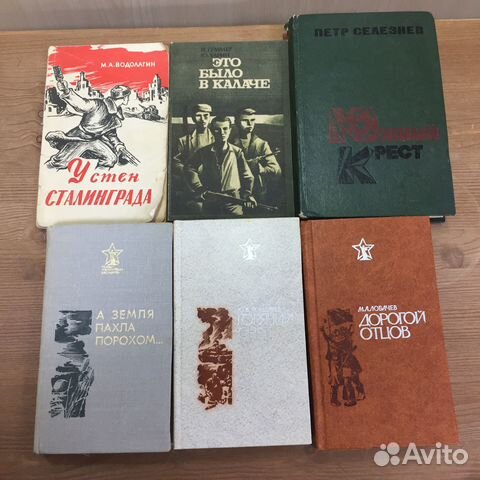 М.А.ВОДОЛАГИН
У стен
СТАЛИНГРАДА
ЭТО
БЫЛО
В КАЛАЧЕ
ПЕТР СЕЛЕЗНЕВ
КРЕСТ
А ЗЕМЛЯ
ПАХЛА
ПОРОХОМ...
М.А.ЛОБАЧЕВ
ДОРОГОЙ
ОТЦОВ
Avito